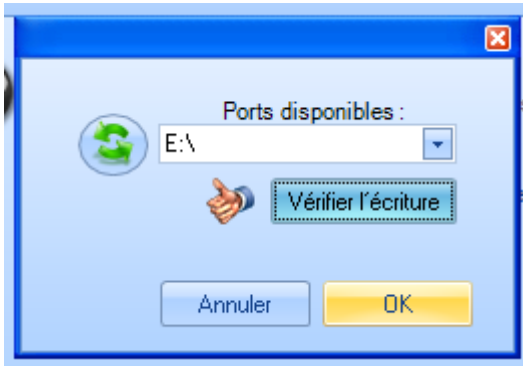 Ports disponibles :
E:\
Vérifier l'écriture
Annuler
OK